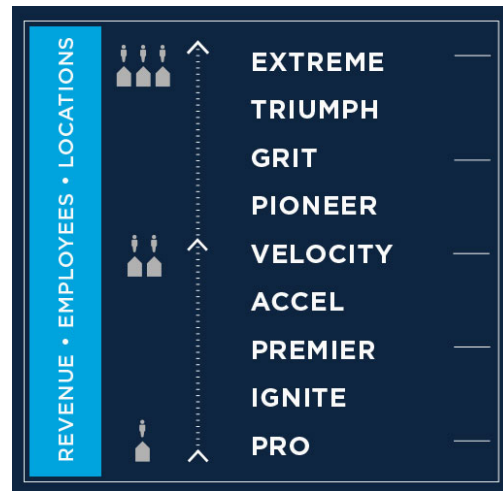 REVENUE • EMPLOYEES • LOCATIONS
EXTREME
TRIUMPH
GRIT
PIONEER
VELOCITY
ACCEL
PREMIER
IGNITE
PRO